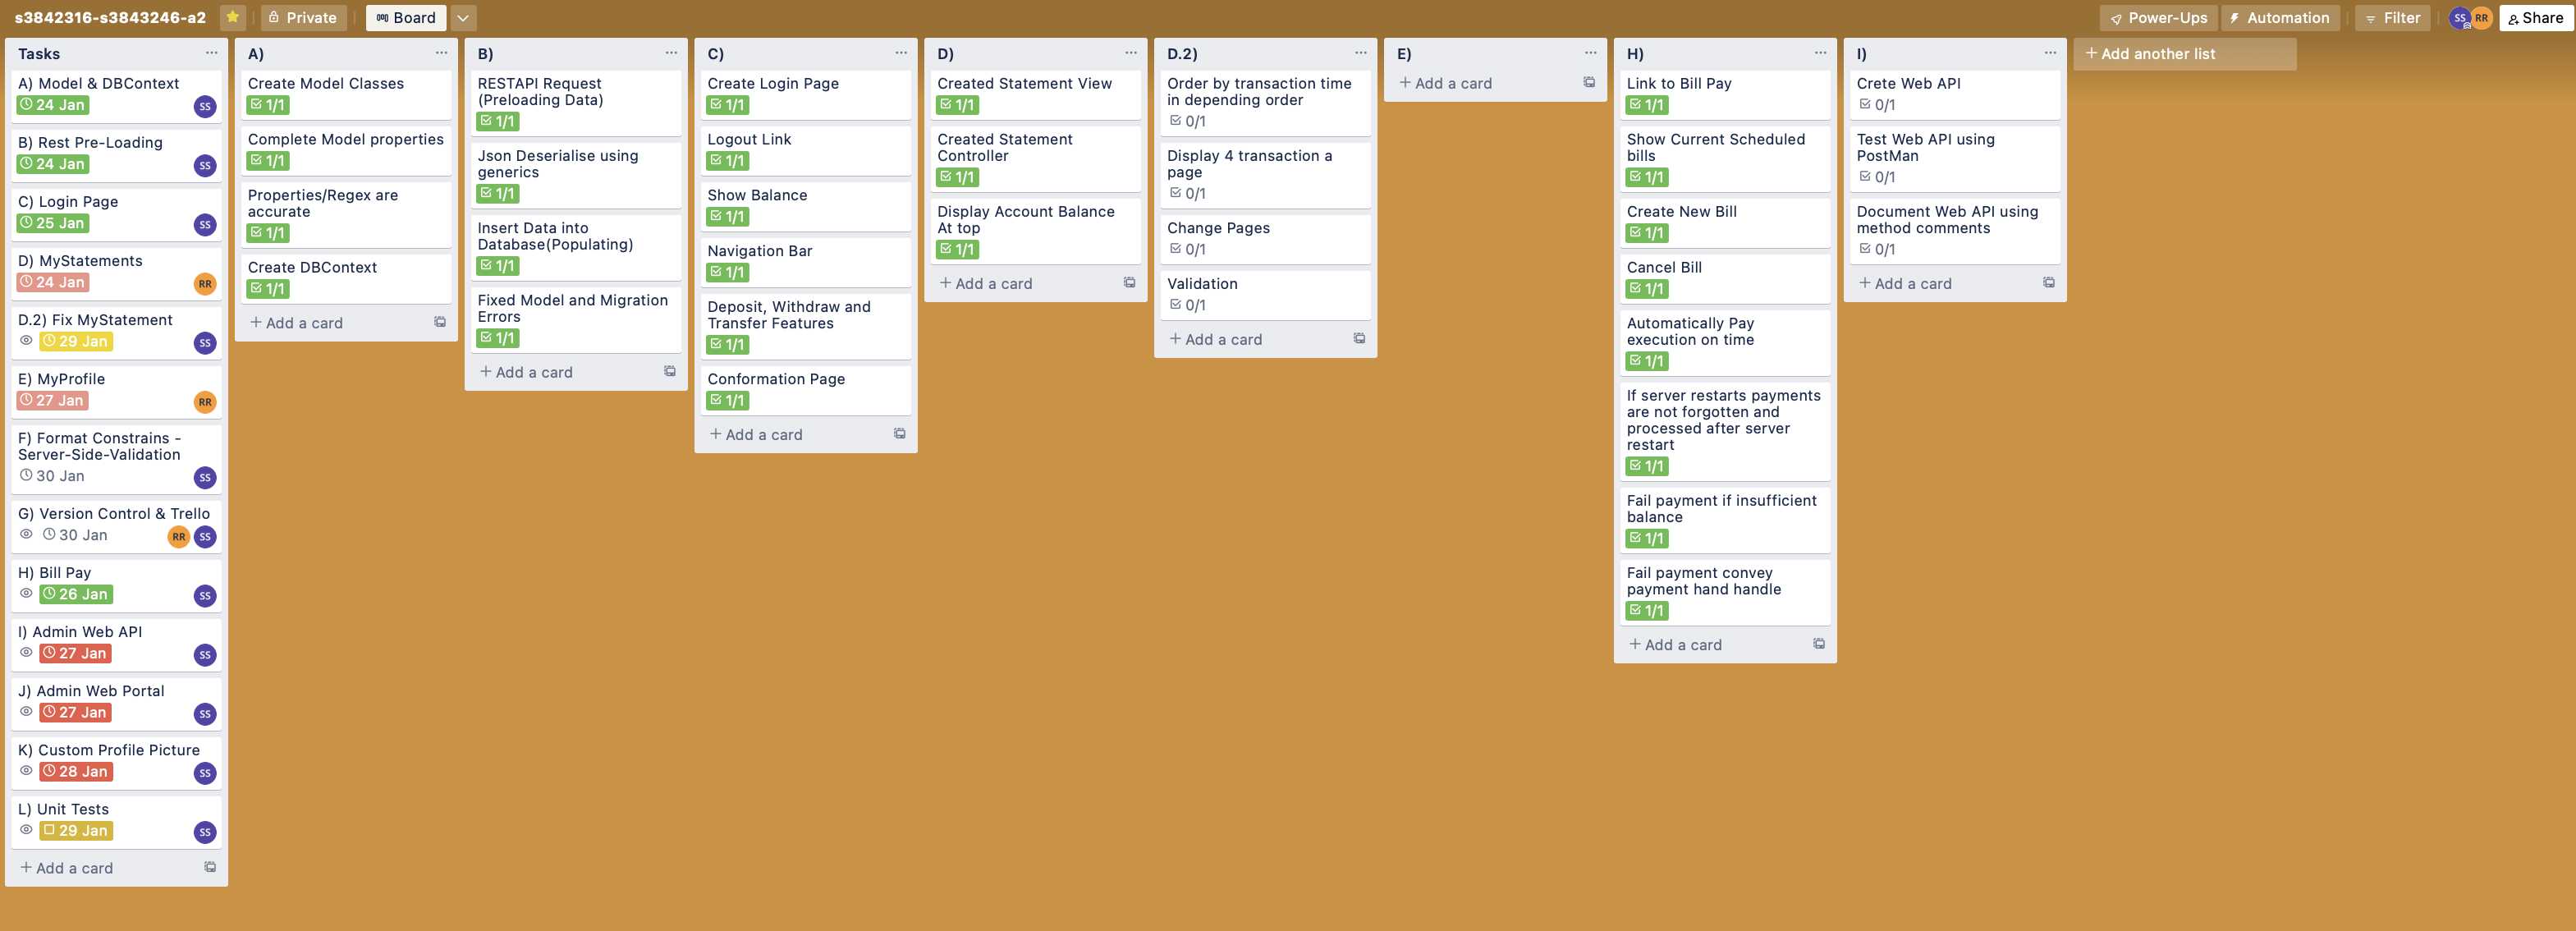 s3842316-s3843246-a2
Private
Board
Power-Ups
Automation
Filter
SS
RR
Share
Tasks
A) Model & DBContext
24 Jan
SS
B) Rest Pre-Loading
24 Jan
SS
C) Login Page
25 Jan
SS
D) MyStatements
24 Jan
RR
D.2) Fix MyStatement
29 Jan
SS
E) MyProfile
27 Jan
RR
F) Format Constrains -
Server-Side-Validation
30 Jan
SS
G) Version Control & Trello
30 Jan
RR
SS
H) Bill Pay
26 Jan
SS
I) Admin Web API
27 Jan
SS
J) Admin Web Portal
27 Jan
SS
K) Custom Profile Picture
28 Jan
SS
L) Unit Tests
29 Jan
SS
+ Add a card
A)
Create Model Classes
1/1
Complete Model properties
1/1
Properties/Regex are
accurate
1/1
Create DBContext
1/1
+ Add a card
B)
RESTAPI Request
(Preloading Data)
1/1
Json Deserialise using
generics
1/1
Insert Data into
Database(Populating)
1/1
Fixed Model and Migration
Errors
1/1
+ Add a card
C)
Create Login Page
1/1
Logout Link
1/1
Show Balance
1/1
Navigation Bar
1/1
Deposit, Withdraw and
Transfer Features
1/1
Conformation Page
1/1
+ Add a card
D)
Created Statement View
1/1
Created Statement
Controller
1/1
Display Account Balance
At top
1/1
+ Add a card
D.2)
Order by transaction time
in depending order
0/1
Display 4 transaction a
page
0/1
Change Pages
0/1
Validation
0/1
+ Add a card
E)
+ Add a card
H)
Link to Bill Pay
1/1
Show Current Scheduled
bills
1/1
Create New Bill
1/1
Cancel Bill
1/1
Automatically Pay
execution on time
1/1
If server restarts payments
are not forgotten and
processed after server
restart
1/1
Fail payment if insufficient
balance
1/1
Fail payment convey
payment hand handle
1/1
+ Add a card
I)
Crete Web API
0/1
Test Web API using
PostMan
0/1
Document Web API using
method comments
0/1
+ Add a card
+ Add another list